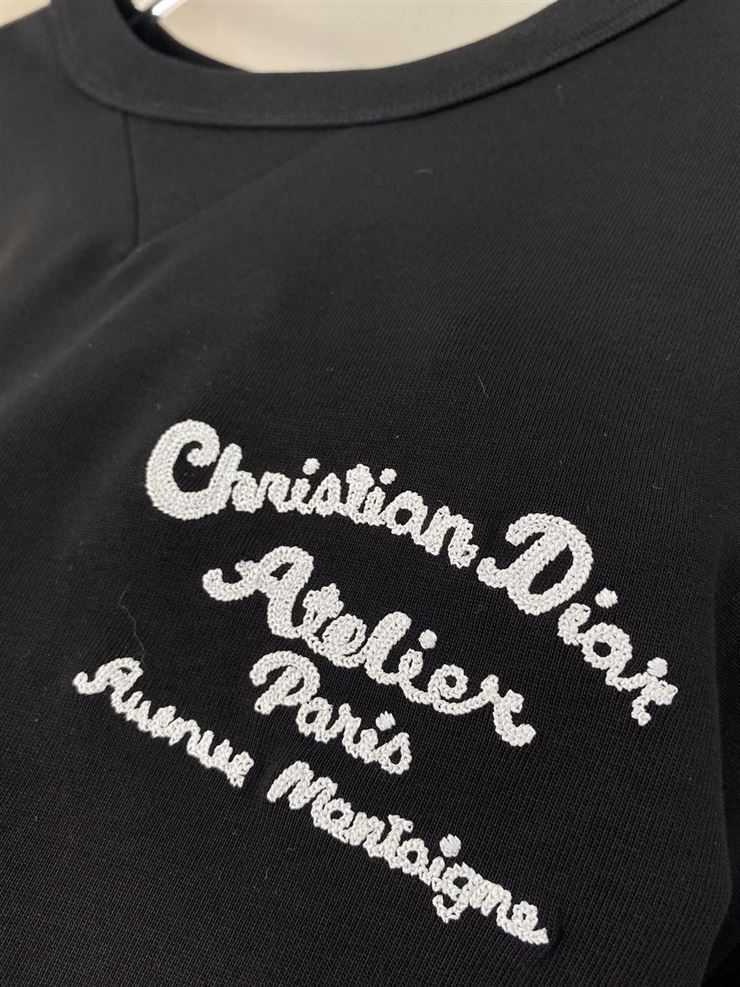 Christian Dior
Atelier
Paris
Avenue Montaigne